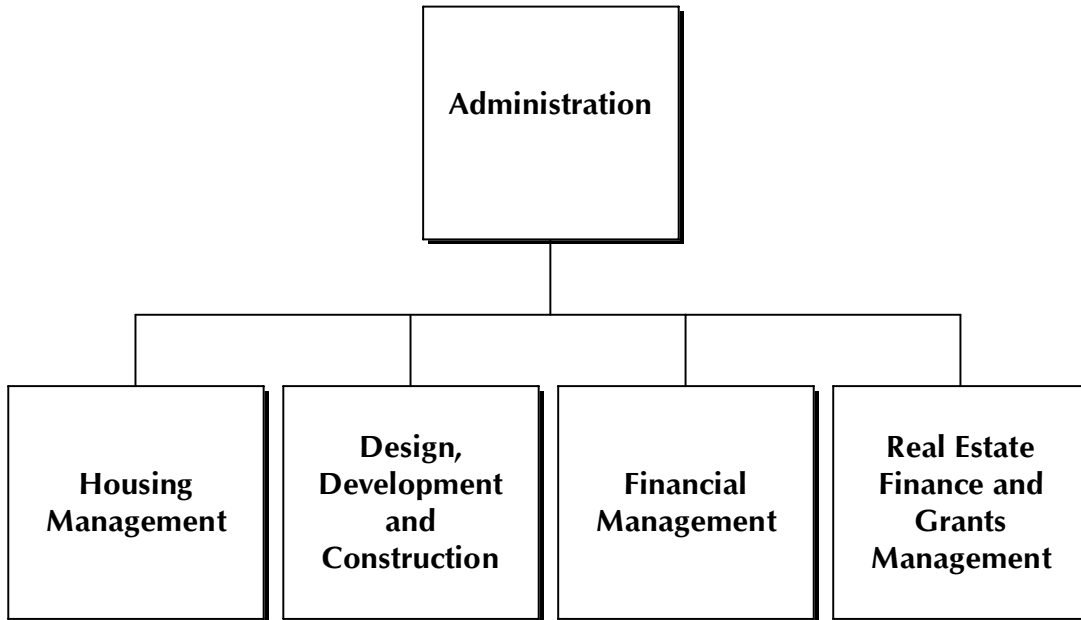 Administration
Housing
Management
Design,
Development
and
Construction
Financial
Management
Real Estate
Finance and
Grants
Management